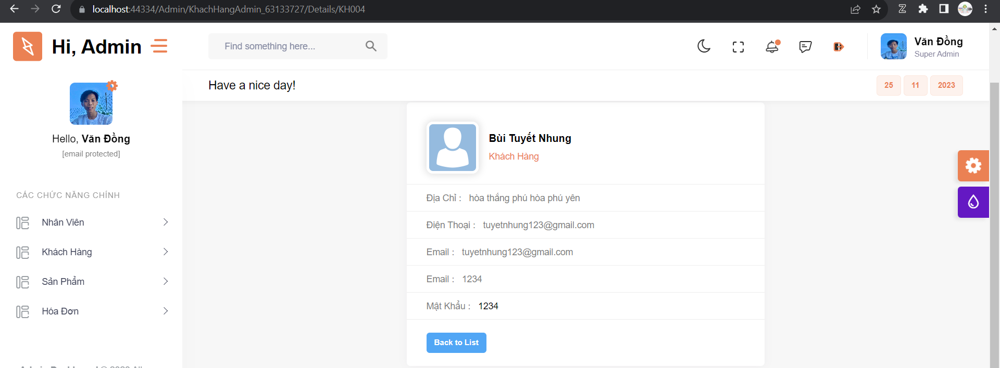 localhost:44334/Admin/KhachHangAdmin_63133727/Details/KH004
Hi, Admin
Find something here...
Văn Đồng
Super Admin
Have a nice day!
25 11 2023
Hello, Văn Đồng
[email protected]
CÁC CHỨC NĂNG CHÍNH
Nhân Viên
Khách Hàng
Sản Phẩm
Hóa Đơn
Bùi Tuyết Nhung
Khách Hàng
Địa Chỉ : hòa thắng phú hòa phú yên
Điện Thoại : tuyetnhung123@gmail.com
Email : tuyetnhung123@gmail.com
Email : 1234
Mật Khẩu : 1234
Back to List